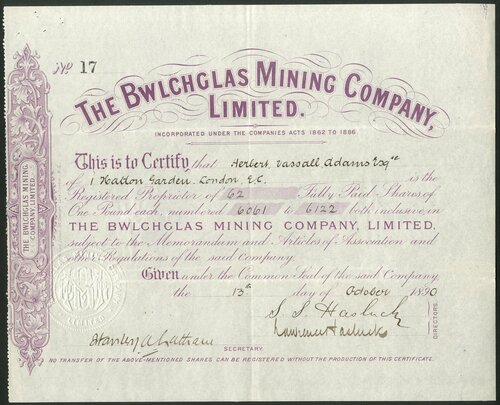 No 17
THE BWLCHGLAS MINING COMPANY,
LIMITED.
INCORPORATED UNDER THE COMPANIES ACTS 1862 TO 1886
This is to Certify that Herbert Vassall Adams Esqre
of 1 Hatton Garden. London, E.C. is the
Registered Proprietor of 62 Fully Paid Shares of
One Pound each, numbered 6061 to 6122 both inclusive in
THE BWLCHGLAS MINING COMPANY, LIMITED,
subject to the Memorandum and Articles of Association and
other Regulations of the said Company.
Given under the Common Seal of the said Company,
the 13th day of October 1890
S. S. Hasluck
Lawrence Hasluck
DIRECTORS.
Stanley A Latham
SECRETARY.
NO TRANSFER OF THE ABOVE-MENTIONED SHARES CAN BE REGISTERED WITHOUT THE PRODUCTION OF THIS CERTIFICATE.
THE BWLCHGLAS MINING
COMPANY, LIMITED.